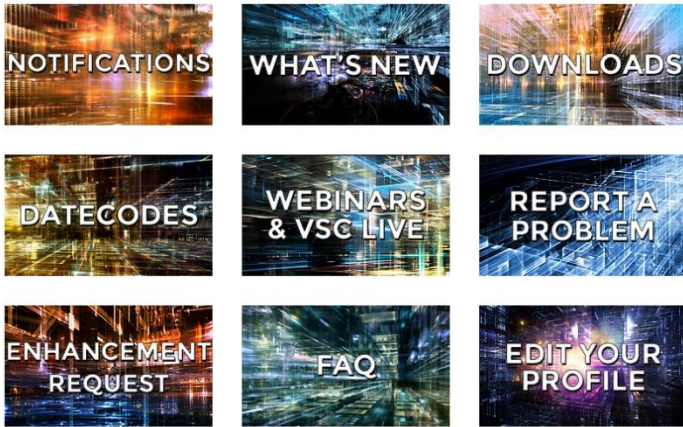 NOTIFICATIONS
WHAT'S NEW
DOWNLOADS
DATECODES
WEBINARS
& VSC LIVE
REPORT A
PROBLEM
ENHANCEMENT
REQUEST
FAQ
EDIT YOUR
PROFILE